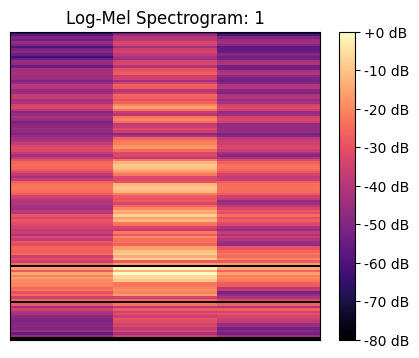 Log-Mel Spectrogram: 1
+0 dB
-10 dB
-20 dB
-30 dB
-40 dB
-50 dB
-60 dB
-70 dB
-80 dB